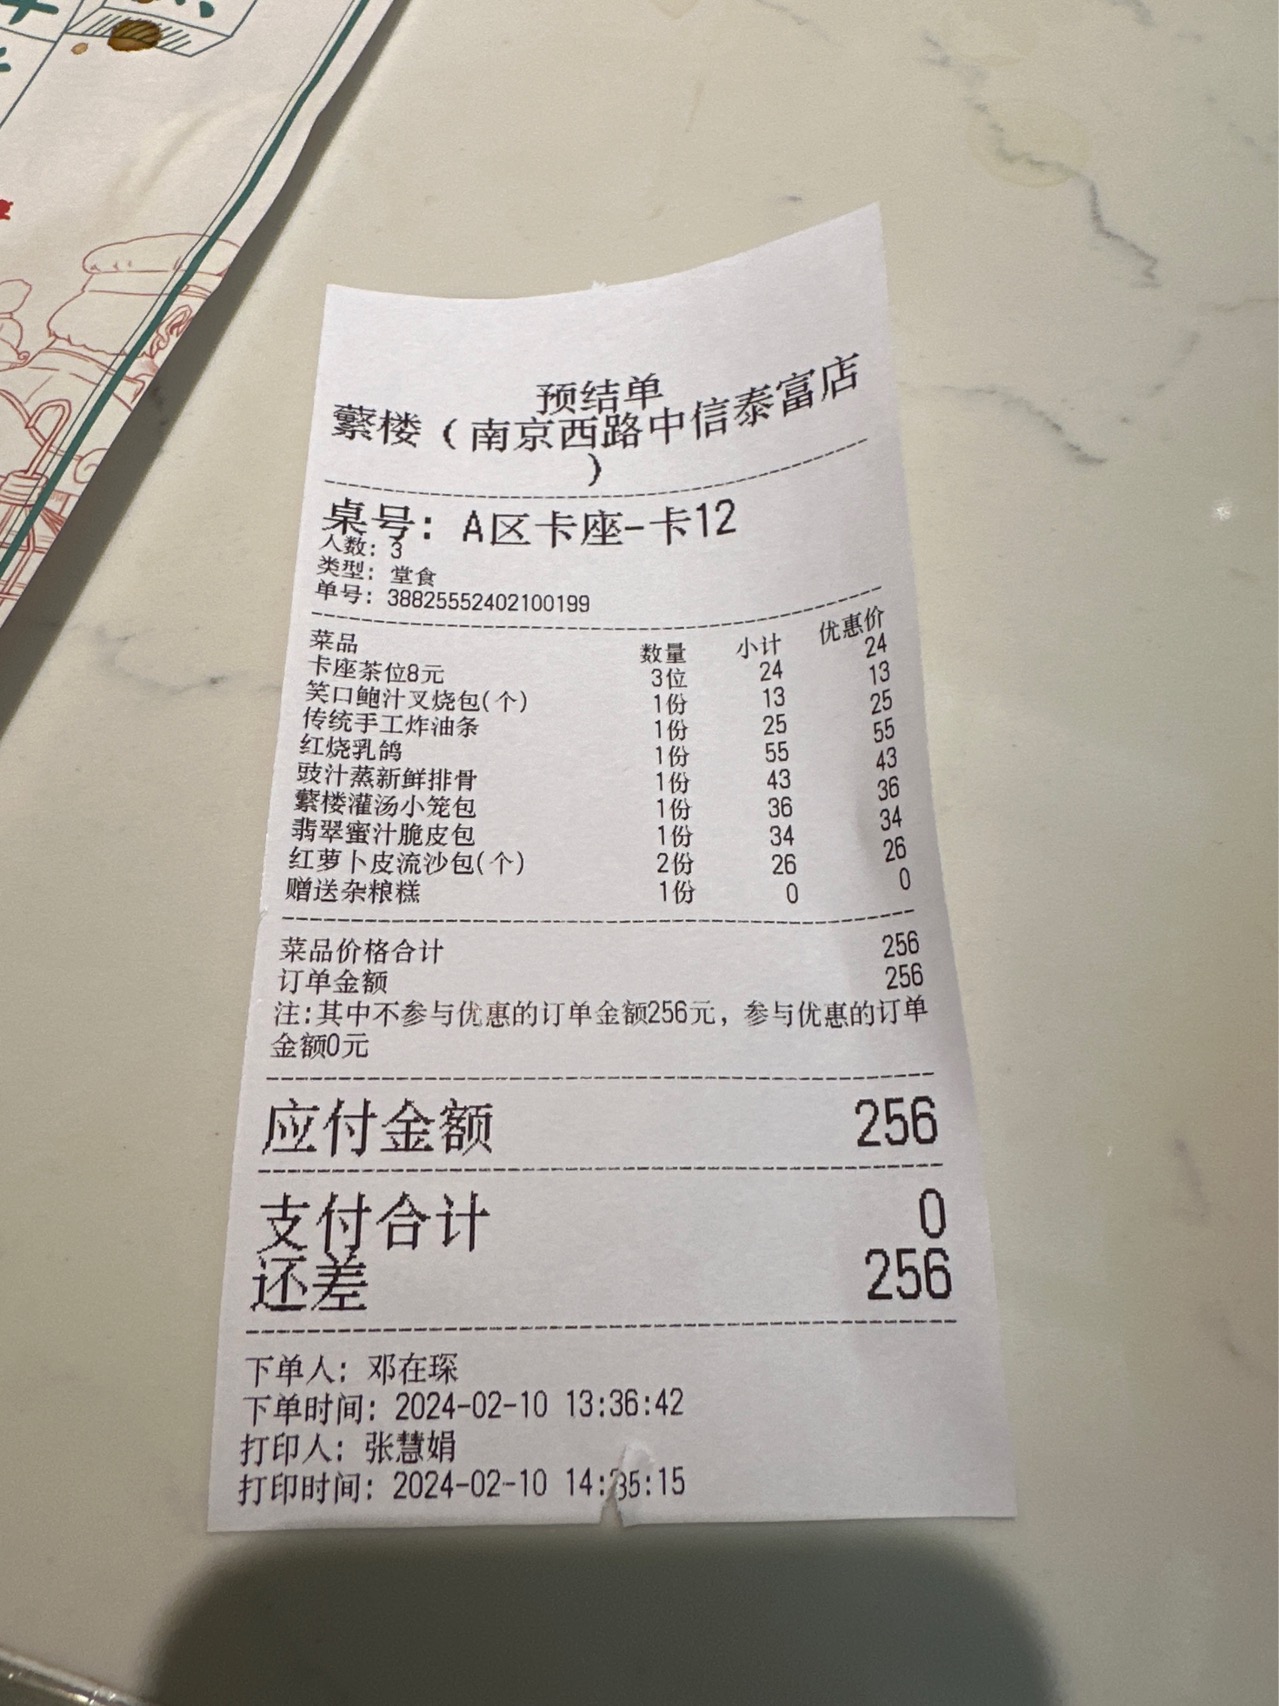 预结单
蘩楼（南京西路中信泰富店
）
桌号：A区卡座-卡12
人数：3
类型：堂食
单号：38825552402100199
菜品 数量 小计 优惠价
卡座茶位8元 3位 24 24
笑口鲍汁叉烧包(个) 1份 13 13
传统手工炸油条 1份 25 25
红烧乳鸽 1份 55 55
豉汁蒸新鲜排骨 1份 43 43
蘩楼灌汤小笼包 1份 36 36
翡翠蜜汁脆皮包 1份 34 34
红萝卜皮流沙包(个) 2份 26 26
赠送杂粮糕 1份 0 0
菜品价格合计 256
订单金额 256
注:其中不参与优惠的订单金额256元，参与优惠的订单
金额0元
应付金额 256
支付合计 0
还差 256
下单人：邓在琛
下单时间：2024-02-10 13:36:42
打印人：张慧娟
打印时间：2024-02-10 14:35:15